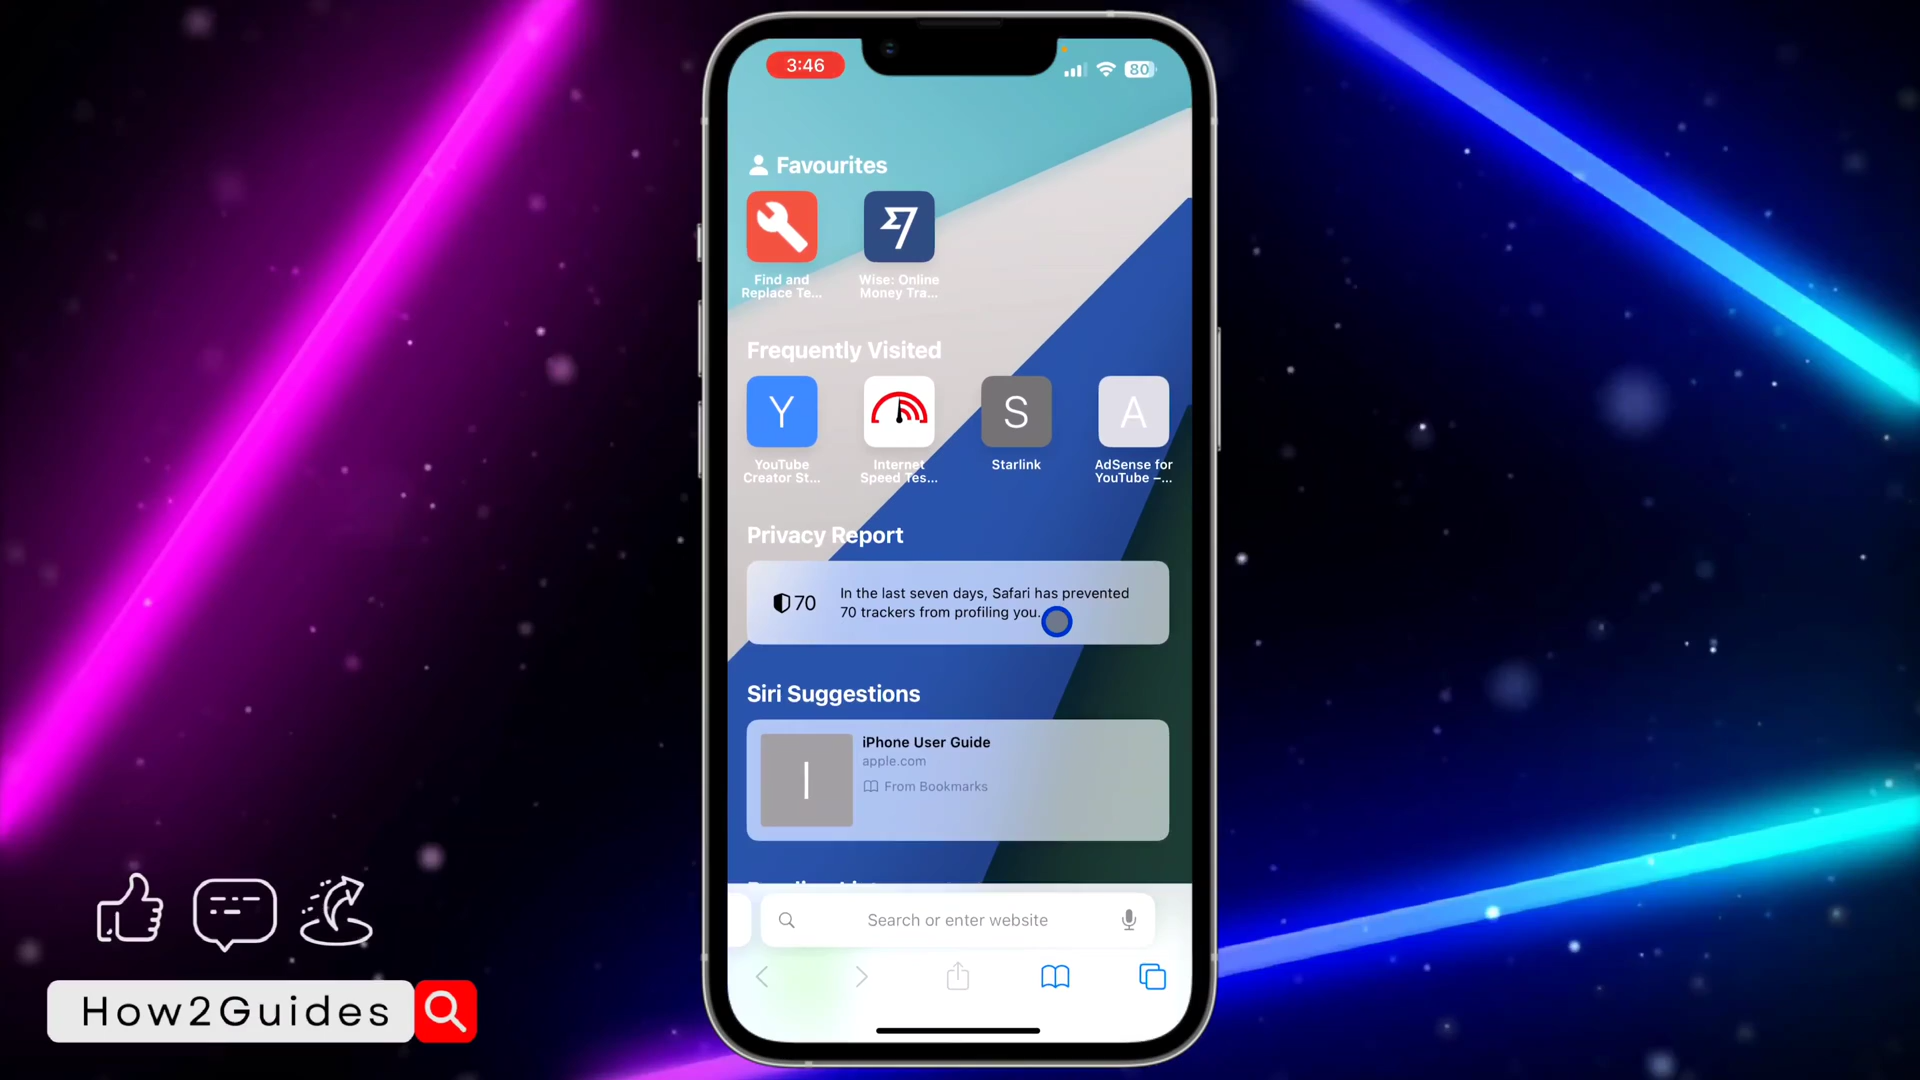 3:46
80
Favourites
Find and
Replace Te...
Wise: Online
Money Tra...
Frequently Visited
Y
S
A
YouTube
Creator St...
Internet
Speed Tes...
Starlink
AdSense for
YouTube –...
Privacy Report
70
In the last seven days, Safari has prevented
70 trackers from profiling you.
Siri Suggestions
I
iPhone User Guide
apple.com
From Bookmarks
Search or enter website
How2Guides